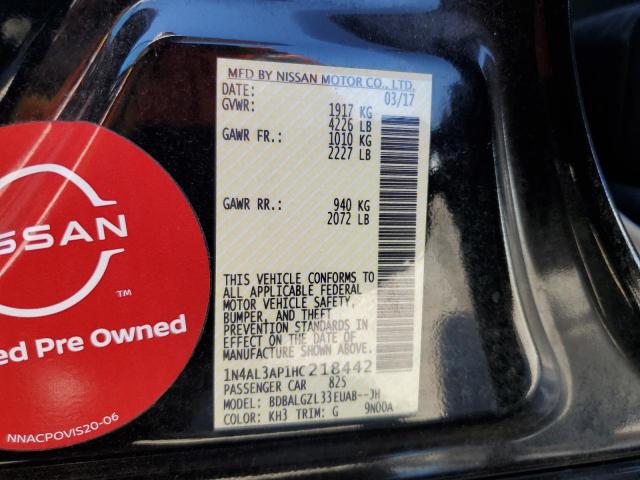 MFD BY NISSAN MOTOR CO., LTD.
DATE: 03/17
GVWR: 1917 KG
4226 LB
GAWR FR.: 1010 KG
2227 LB
GAWR RR.: 940 KG
2072 LB
THIS VEHICLE CONFORMS TO
ALL APPLICABLE FEDERAL
MOTOR VEHICLE SAFETY,
BUMPER, AND THEFT
PREVENTION STANDARDS IN
EFFECT ON THE DATE OF
MANUFACTURE SHOWN ABOVE.
1N4AL3AP1HC218442
PASSENGER CAR 825
MODEL: BDBALGZL33EUAB--JH
COLOR: KH3 TRIM: G 9N00A
ISSAN
TM
ed Pre Owned
NNACPOVIS20-06